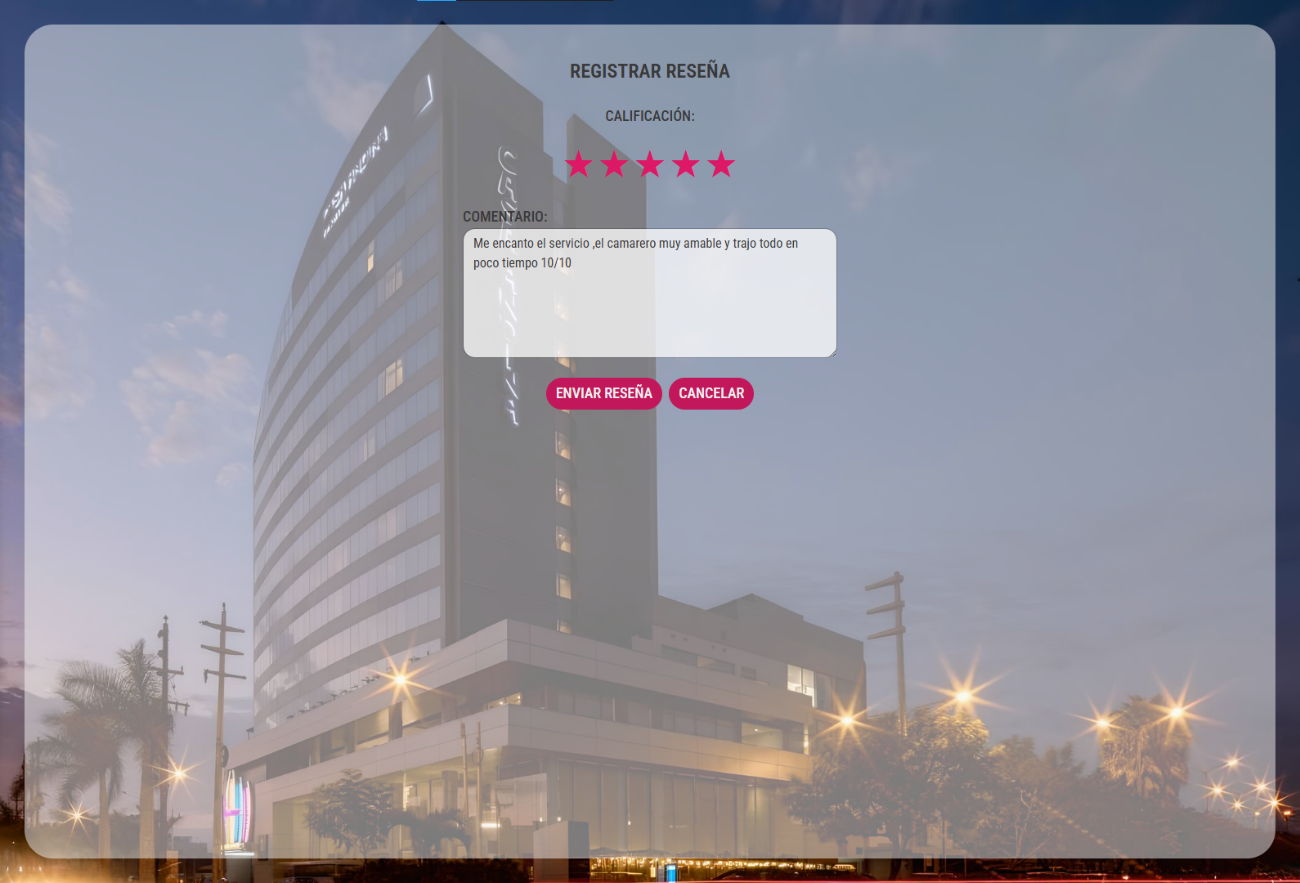 REGISTRAR RESEÑA
CALIFICACIÓN:
COMENTARIO:
Me encanto el servicio ,el camarero muy amable y trajo todo en
poco tiempo 10/10
ENVIAR RESEÑA
CANCELAR